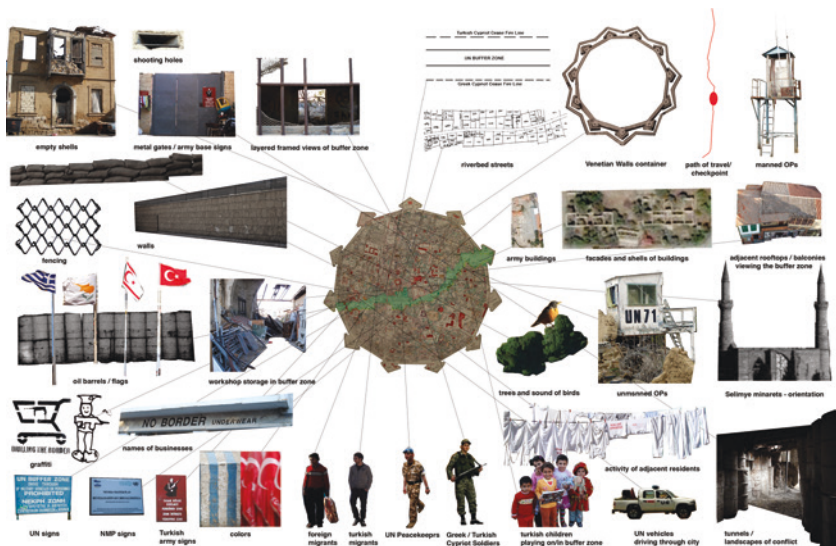 Turkish Cypriot Cease Fire Line
UN BUFFER ZONE
Greek Cypriot Cease Fire Line
shooting holes
empty shells
metal gates / army base signs
layered framed views of buffer zone
riverbed streets
Venetian Walls container
path of travel/
checkpoint
manned OPs
fencing
walls
army buildings
facades and shells of buildings
adjacent rooftops / balconies
viewing the buffer zone
UN 71
oil barrels / flags
workshop storage in buffer zone
trees and sound of birds
unmanned OPs
Selimye minarets - orientation
NO BORDER UNDERWEAR
graffiti
names of businesses
activity of adjacent residents
UN BUFFER ZONE
PROHIBITED
UN signs
NMP signs
Turkish
army signs
colors
foreign
migrants
turkish
migrants
UN Peacekeeprs
Greek / Turkish
Cypriot Soldiers
turkish children
playing on/in buffer zone
UN vehicles
driving through city
tunnels /
landscapes of conflict